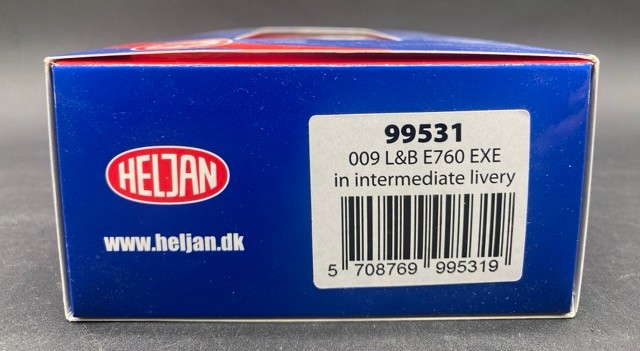 HELJAN
www.heljan.dk
99531
009 L&B E760 EXE
in intermediate livery
5 708769 995319